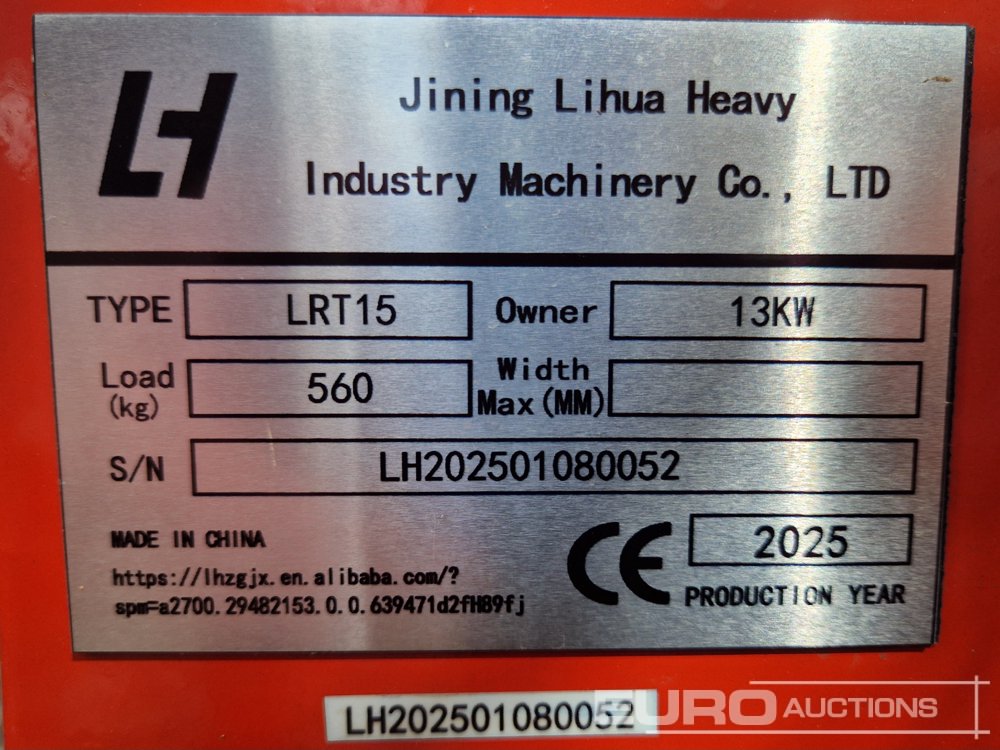 LH
Jining Lihua Heavy
Industry Machinery Co., LTD
TYPE LRT15 Owner 13KW
Load (kg) 560 Width Max (MM)
S/N LH202501080052
MADE IN CHINA
https://lhzgjx.en.alibaba.com/?
spm=a2700.29482153.0.0.639471d2fH89fj
CE 2025
PRODUCTION YEAR
LH202501080052
EURO AUCTIONS